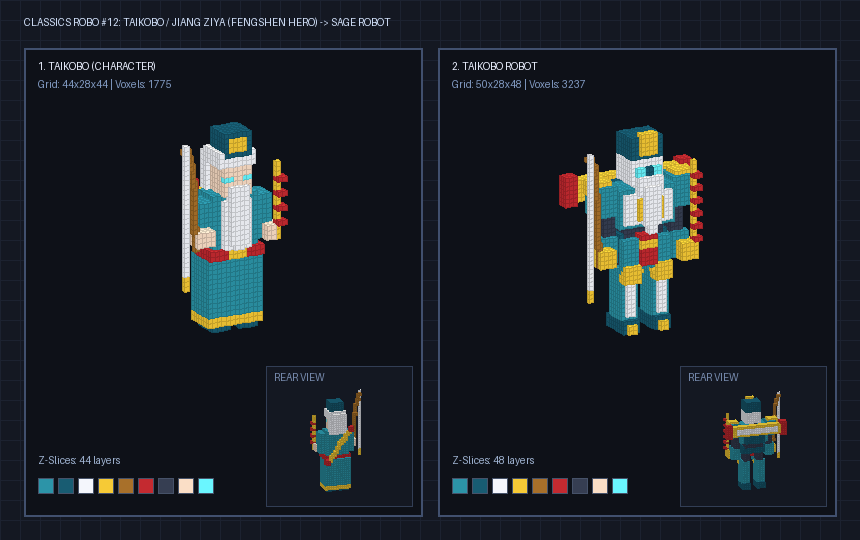 CLASSICS ROBO #12: TAIKOBO / JIANG ZIYA (FENGSHEN HERO) -> SAGE ROBOT
1. TAIKOBO (CHARACTER)
Grid: 44x28x44 | Voxels: 1775
REAR VIEW
Z-Slices: 44 layers
2. TAIKOBO ROBOT
Grid: 50x28x48 | Voxels: 3237
REAR VIEW
Z-Slices: 48 layers